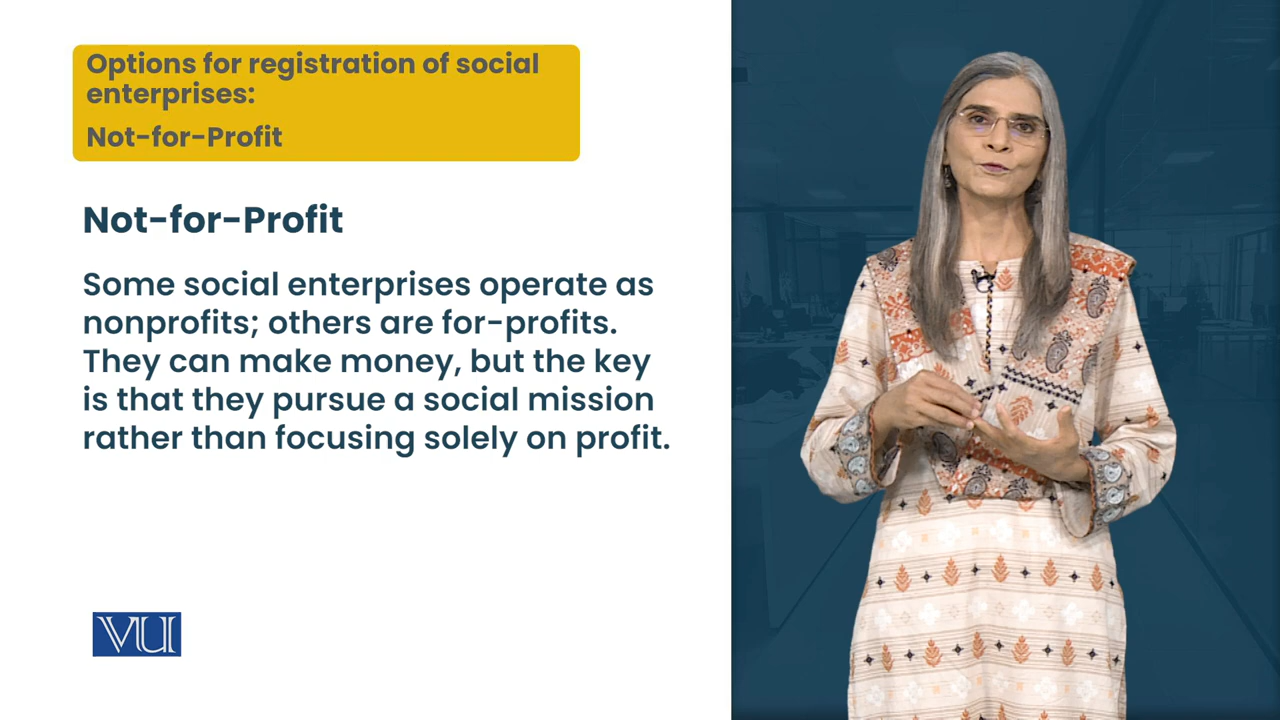 Options for registration of social
enterprises:
Not-for-Profit
Not-for-Profit
Some social enterprises operate as
nonprofits; others are for-profits.
They can make money, but the key
is that they pursue a social mission
rather than focusing solely on profit.
VU